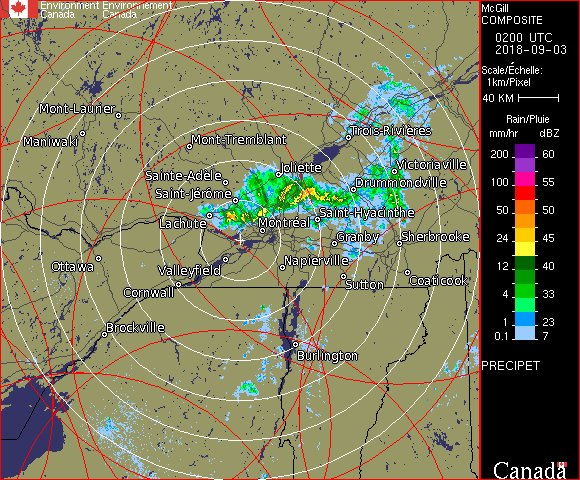 Environment Environnement
Canada Canada
McGill
COMPOSITE
0200 UTC
2018-09-03
Scale/Échelle:
1km/Pixel
40 KM
Rain/Pluie
mm/hr dBZ
200 60
100 55
50 50
24 45
12 40
4 33
1 23
0.1 7
PRECIPET
Canada
Mont-Laurier
Maniwaki
Mont-Tremblant
Trois-Rivières
Sainte-Adèle
Joliette
Victoriaville
Saint-Jérôme
Drummondville
Lachute
Saint-Hyacinthe
Montréal
Granby
Sherbrooke
Ottawa
Valleyfield
Napierville
Cornwall
Sutton
Coaticook
Brockville
Burlington